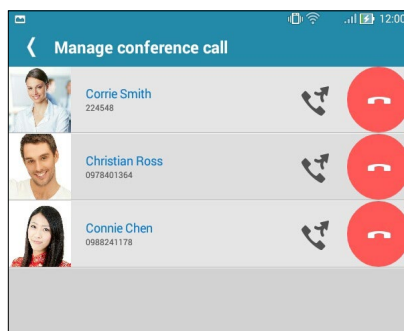 12:00
Manage conference call
Corrie Smith
224548
Christian Ross
0978401364
Connie Chen
0988241178